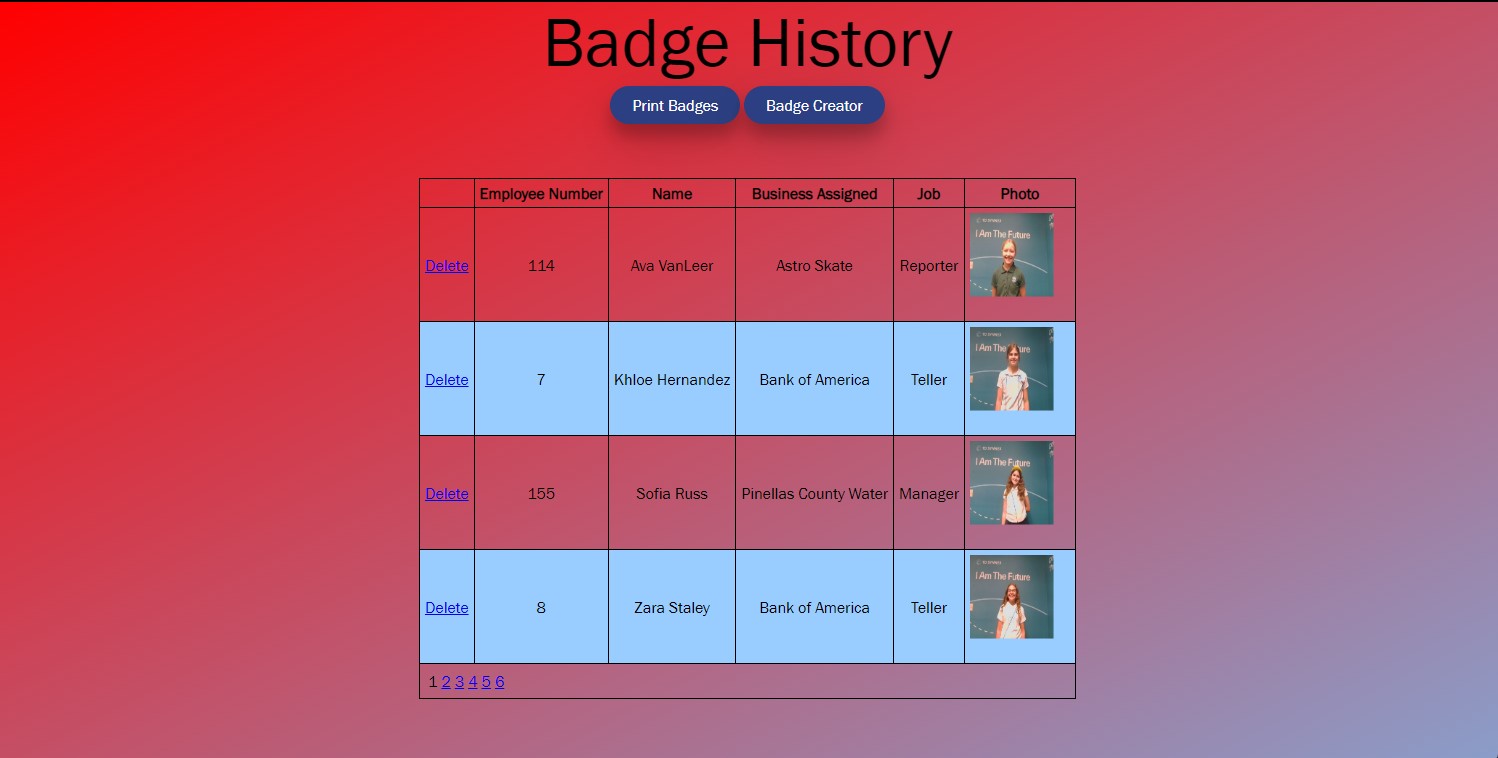 Badge History
Print Badges Badge Creator
Employee Number Name Business Assigned Job Photo
I Am The Future
Delete 114 Ava VanLeer Astro Skate Reporter
I Am The ure
Delete 7 Khloe Hernandez Bank of America Teller
I Am The Future
Delete 155 Sofia Russ Pinellas County Water Manager
I Am The Future
Delete 8 Zara Staley Bank of America Teller
1 2 3 4 5 6